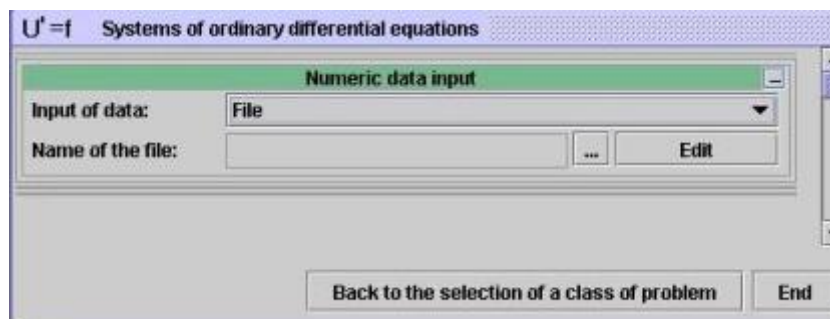 U'=f Systems of ordinary differential equations
Numeric data input
Input of data: File
Name of the file: ... Edit
Back to the selection of a class of problem End